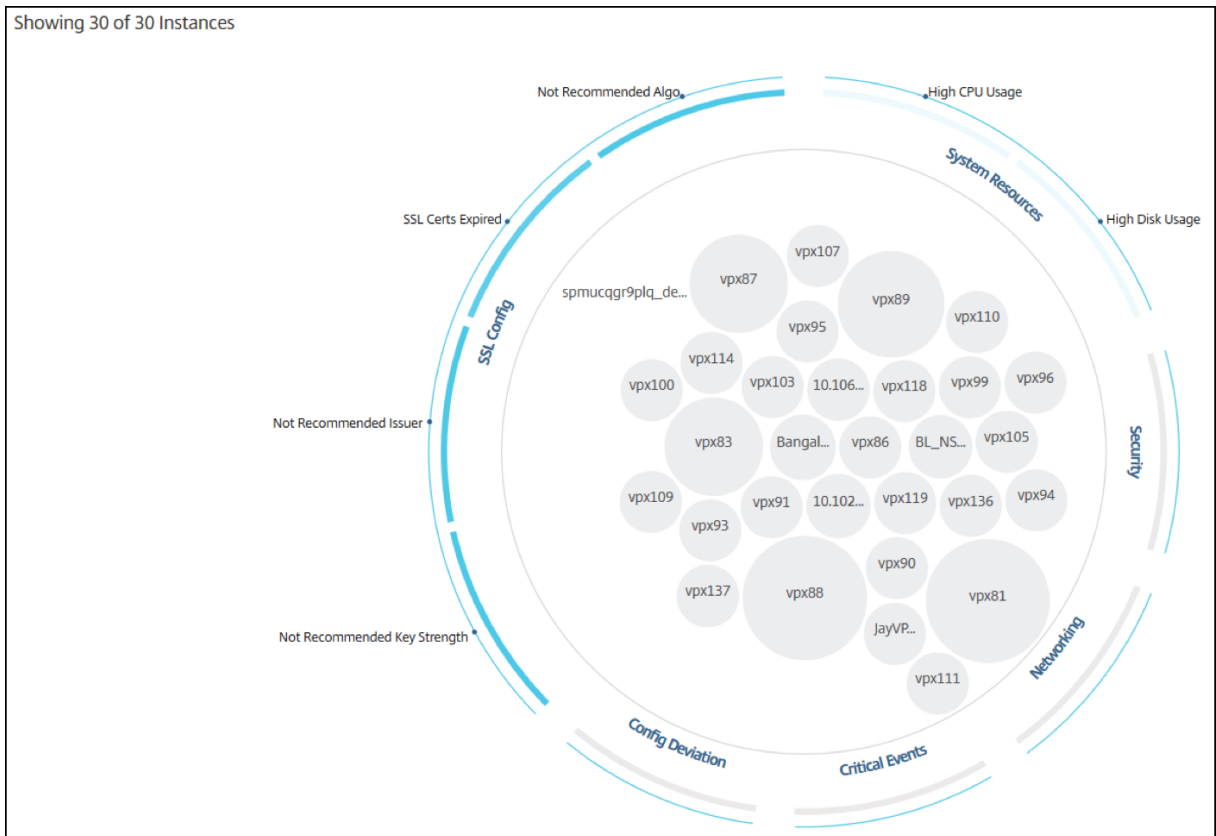 Showing 30 of 30 Instances
Not Recommended Algo
High CPU Usage
System Resources
SSL Certs Expired
High Disk Usage
vpx107
vpx87
spmucqgr9plq_de...
vpx89
vpx110
vpx95
SSL Config
vpx114
vpx100
vpx103
10.106...
vpx118
vpx99
vpx96
Not Recommended Issuer
vpx83
Bangal...
vpx86
BL_NS...
vpx105
Security
vpx109
vpx91
10.102...
vpx119
vpx136
vpx94
vpx93
vpx90
vpx137
vpx88
vpx81
Not Recommended Key Strength
JayVP...
Networking
vpx111
Config Deviation
Critical Events